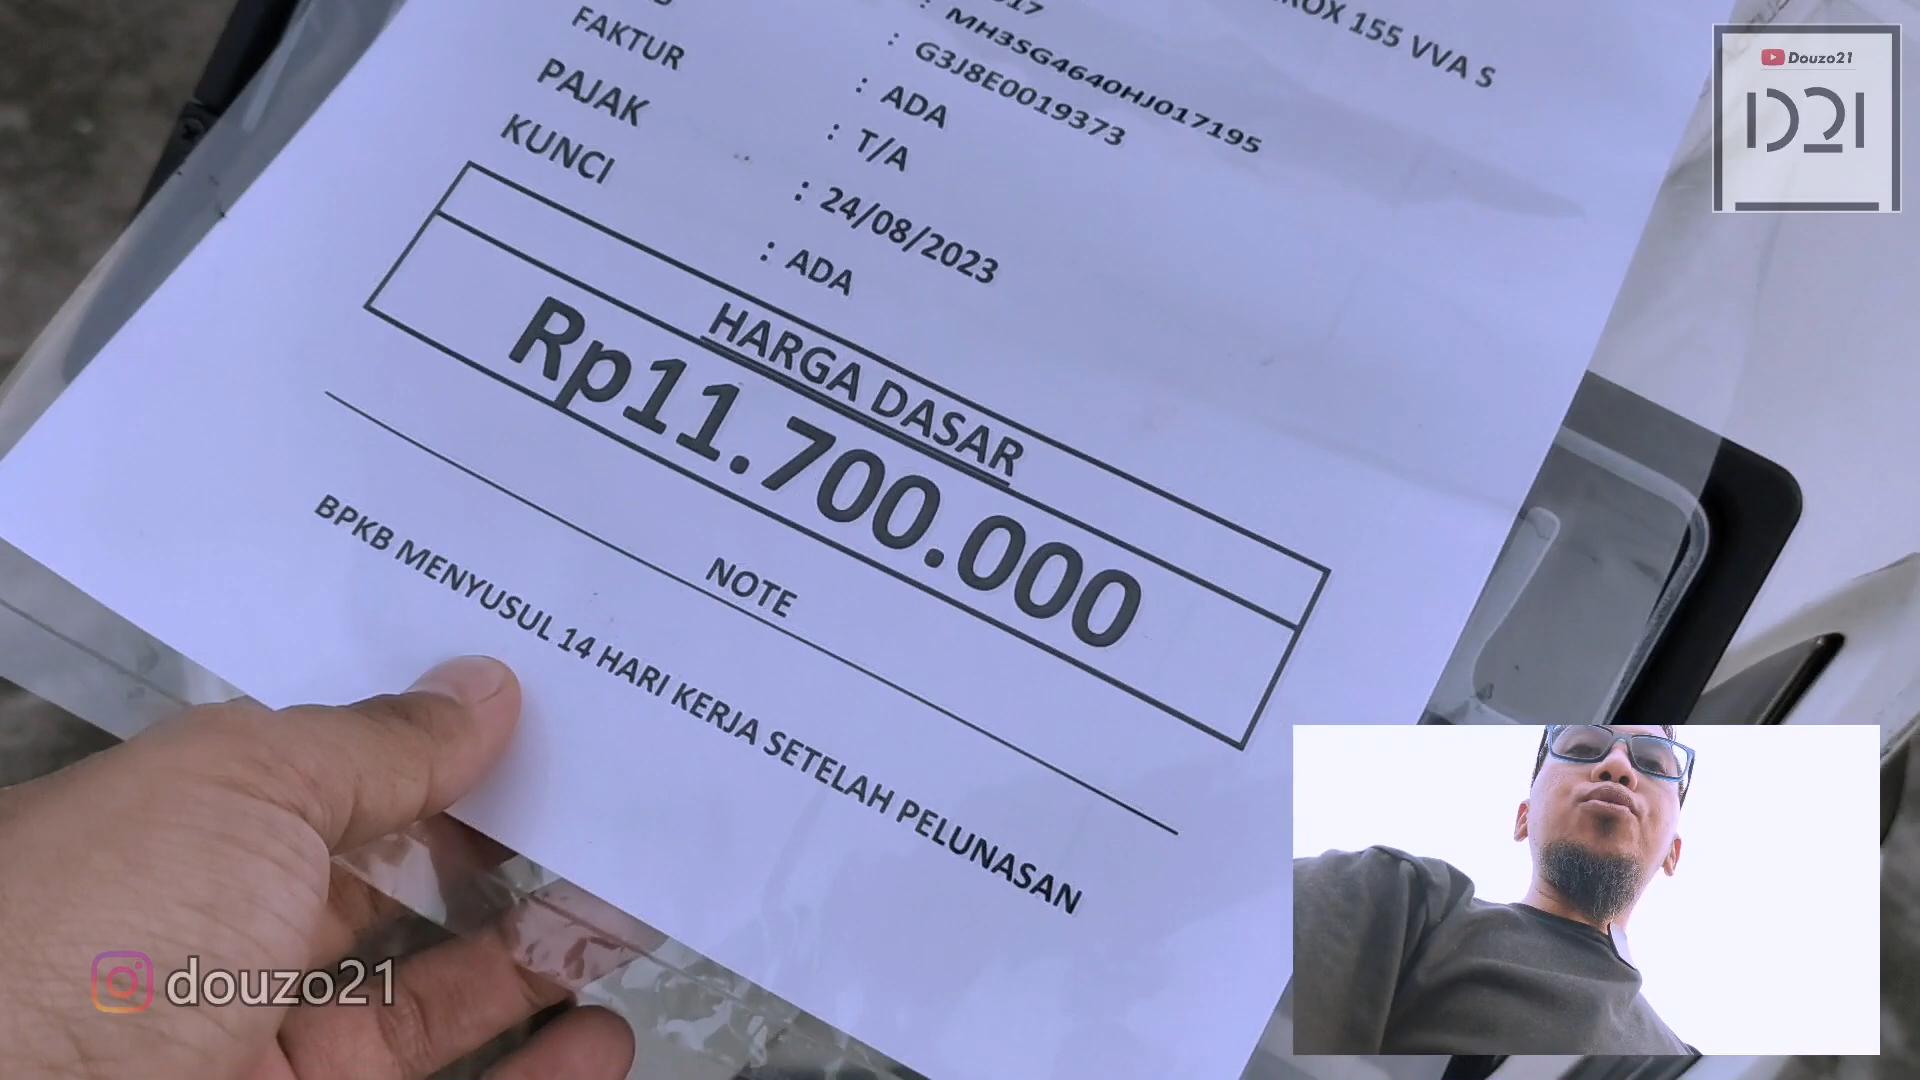 155 VVA S
MH3SG4640HJ017195
G3J8E0019373
: ADA
FAKTUR : T/A
PAJAK : 24/08/2023
KUNCI : ADA
HARGA DASAR
Rp11.700.000
NOTE
BPKB MENYUSUL 14 HARI KERJA SETELAH PELUNASAN
Douzo21
D21
douzo21